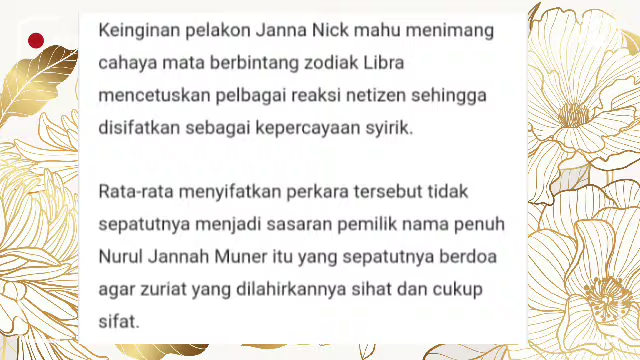 Keinginan pelakon Janna Nick mahu menimang
cahaya mata berbintang zodiak Libra
mencetuskan pelbagai reaksi netizen sehingga
disifatkan sebagai kepercayaan syirik.
Rata-rata menyifatkan perkara tersebut tidak
sepatutnya menjadi sasaran pemilik nama penuh
Nurul Jannah Muner itu yang sepatutnya berdoa
agar zuriat yang dilahirkannya sihat dan cukup
sifat.